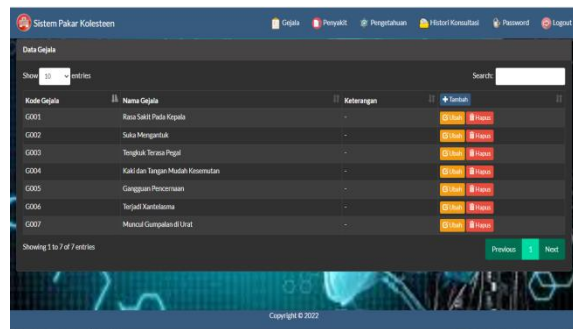 Sistem Pakar Kolesteen Gejala Penyakit Pengetahuan Histori Konsultasi Password Logout
Data Gejala
Show 10 entries Search:
Kode Gejala Nama Gejala Keterangan + Tambah
G001 Rasa Sakit Pada Kepala - Ubah Hapus
G002 Suka Mengantuk - Ubah Hapus
G003 Tengkuk Terasa Pegal - Ubah Hapus
G004 Kaki dan Tangan Mudah Kesemutan - Ubah Hapus
G005 Gangguan Pencernaan - Ubah Hapus
G006 Terjadi Xantelasma - Ubah Hapus
G007 Muncul Gumpalan di Urat - Ubah Hapus
Showing 1 to 7 of 7 entries Previous 1 Next
Copyright © 2022